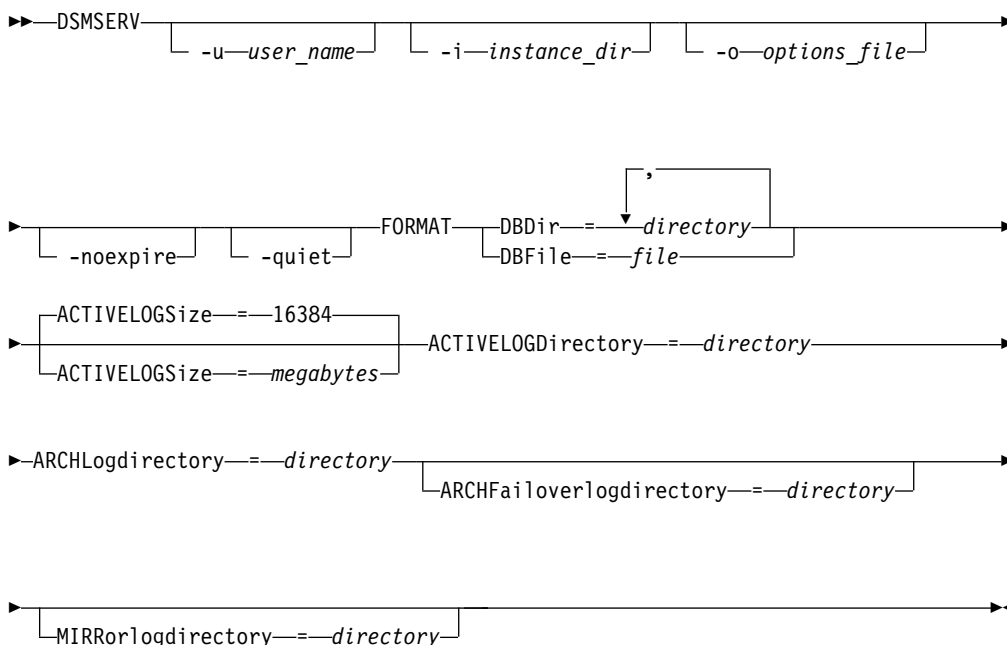 DSMSERV
-u user_name -i instance_dir -o options_file
,
-noexpire -quiet FORMAT DBDir = directory
DBFile = file
ACTIVELOGSize = 16384
ACTIVELOGSize = megabytes ACTIVELOGDirectory = directory
ARCHLogdirectory = directory
ARCHFailoverlogdirectory = directory
MIRRorlogdirectory = directory